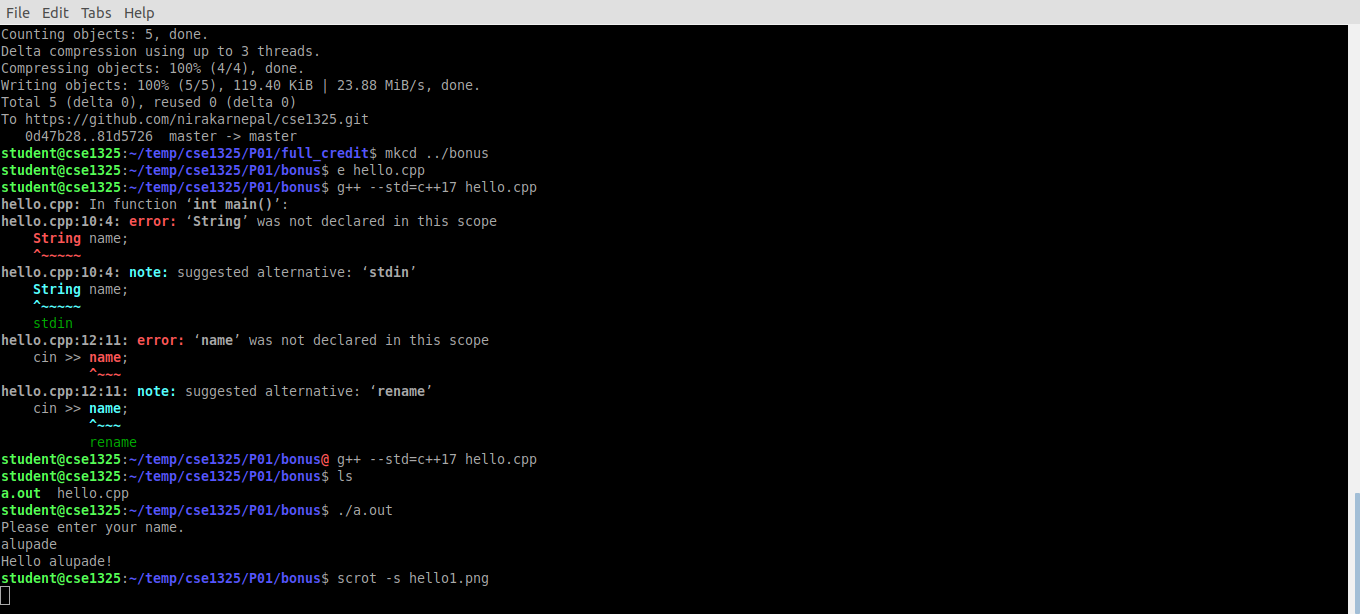 File Edit Tabs Help
Counting objects: 5, done.
Delta compression using up to 3 threads.
Compressing objects: 100% (4/4), done.
Writing objects: 100% (5/5), 119.40 KiB | 23.88 MiB/s, done.
Total 5 (delta 0), reused 0 (delta 0)
To https://github.com/nirakarnepal/cse1325.git
   0d47b28..81d5726  master -> master
student@cse1325:~/temp/cse1325/P01/full_credit$ mkcd ../bonus
student@cse1325:~/temp/cse1325/P01/bonus$ e hello.cpp
student@cse1325:~/temp/cse1325/P01/bonus$ g++ --std=c++17 hello.cpp
hello.cpp: In function ‘int main()’:
hello.cpp:10:4: error: ‘String’ was not declared in this scope
    String name;
    ^~~~~~
hello.cpp:10:4: note: suggested alternative: ‘stdin’
    String name;
    ^~~~~~
    stdin
hello.cpp:12:11: error: ‘name’ was not declared in this scope
    cin >> name;
           ^~~~
hello.cpp:12:11: note: suggested alternative: ‘rename’
    cin >> name;
           ^~~~
           rename
student@cse1325:~/temp/cse1325/P01/bonus@ g++ --std=c++17 hello.cpp
student@cse1325:~/temp/cse1325/P01/bonus$ ls
a.out  hello.cpp
student@cse1325:~/temp/cse1325/P01/bonus$ ./a.out
Please enter your name.
alupade
Hello alupade!
student@cse1325:~/temp/cse1325/P01/bonus$ scrot -s hello1.png